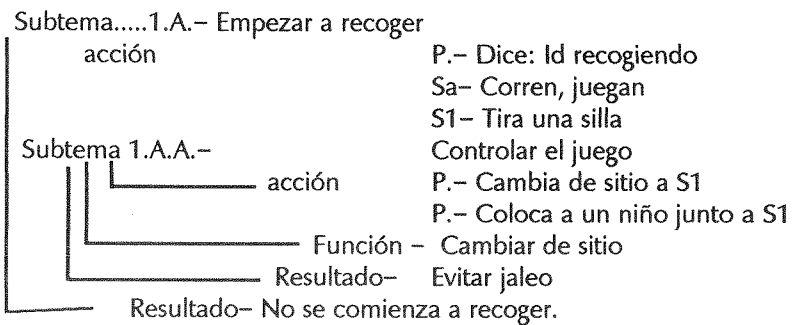 Subtema.....1.A.– Empezar a recoger
acción P.– Dice: Id recogiendo
Sa– Corren, juegan
S1– Tira una silla
Subtema 1.A.A.– Controlar el juego
acción P.– Cambia de sitio a S1
P.– Coloca a un niño junto a S1
Función – Cambiar de sitio
Resultado– Evitar jaleo
Resultado– No se comienza a recoger.